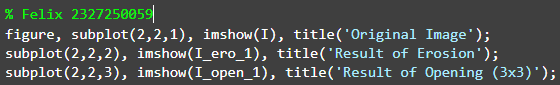 % Felix 2327250059
figure, subplot(2,2,1), imshow(I), title('Original Image');
subplot(2,2,2), imshow(I_ero_1), title('Result of Erosion');
subplot(2,2,3), imshow(I_open_1), title('Result of Opening (3x3)');